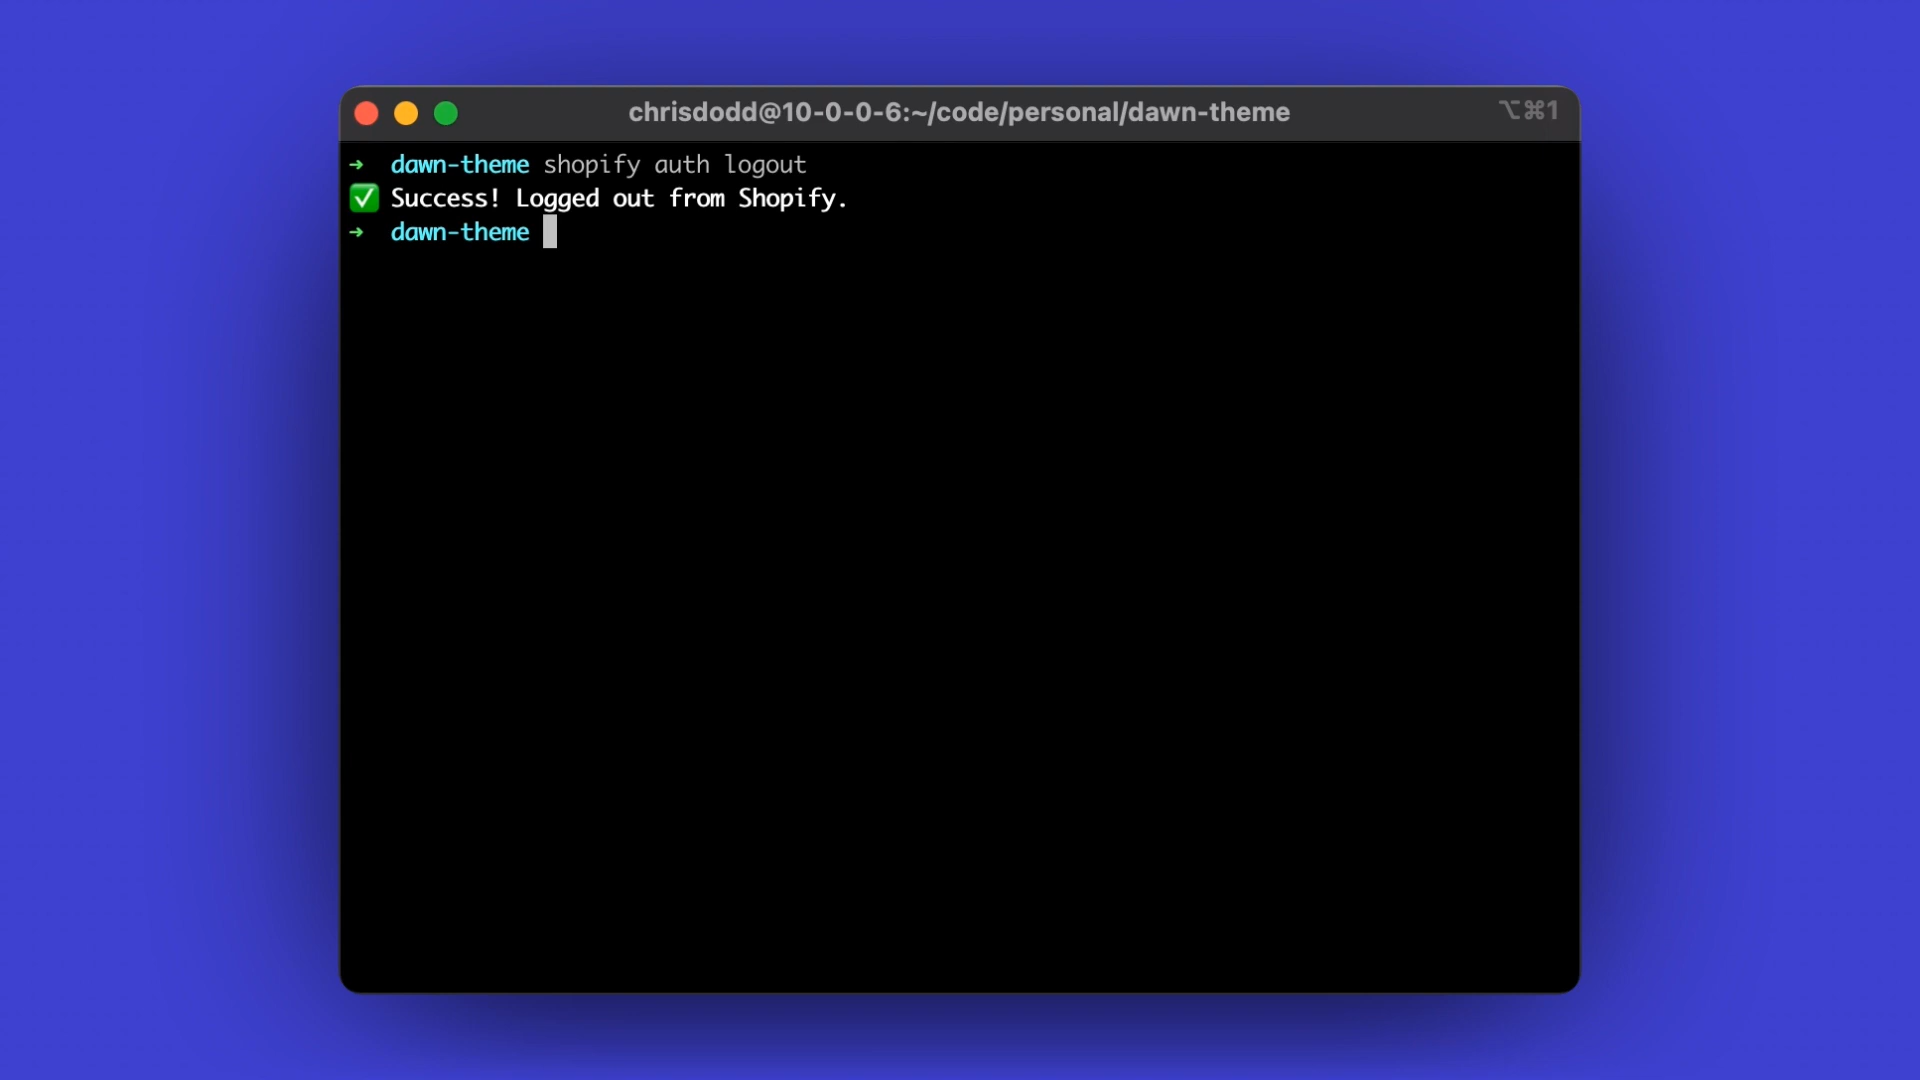 chrisdodd@10-0-0-6:~/code/personal/dawn-theme
⌥⌘1
➜ dawn-theme shopify auth logout
✅ Success! Logged out from Shopify.
➜ dawn-theme